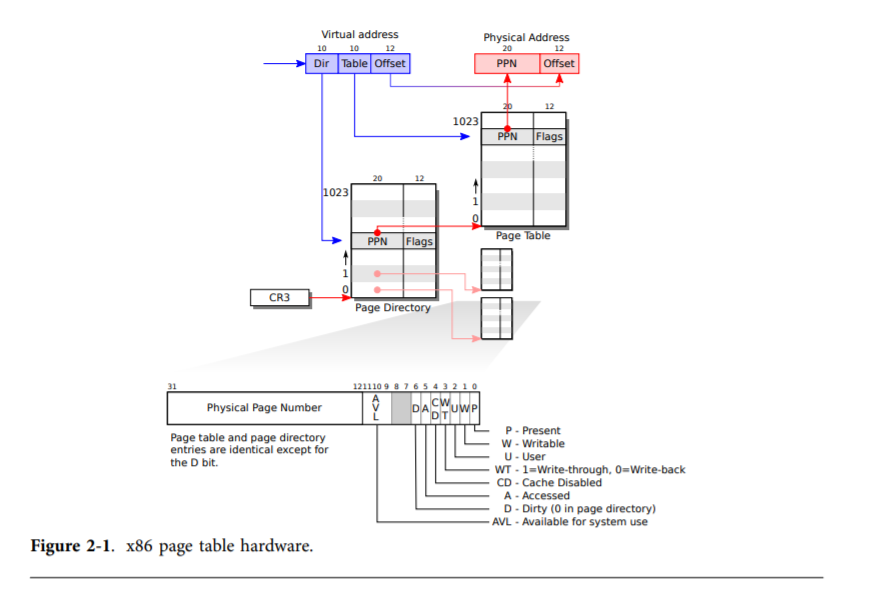 Virtual address
10 10 12
Dir Table Offset
Physical Address
20 12
PPN Offset
20 12
1023
PPN Flags
1
0
Page Table
20 12
1023
PPN Flags
1
0
CR3
Page Directory
31 12 11 10 9 8 7 6 5 4 3 2 1 0
Physical Page Number
A
V
L
D A C W U W P
D T
Page table and page directory
entries are identical except for
the D bit.
P - Present
W - Writable
U - User
WT - 1=Write-through, 0=Write-back
CD - Cache Disabled
A - Accessed
D - Dirty (0 in page directory)
AVL - Available for system use
Figure 2-1. x86 page table hardware.